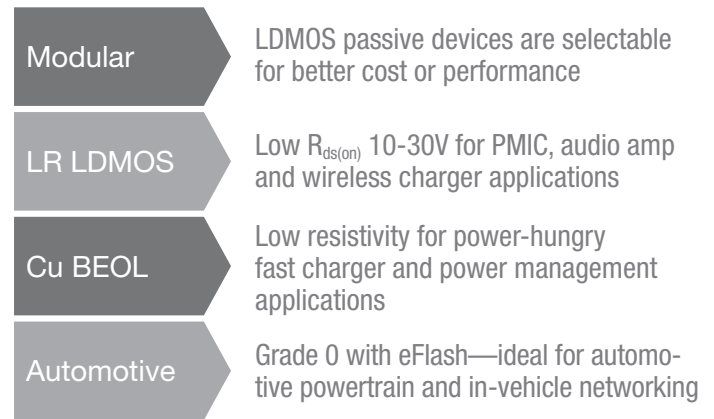 Modular
LDMOS passive devices are selectable
for better cost or performance
LR LDMOS
Low Rds(on) 10-30V for PMIC, audio amp
and wireless charger applications
Cu BEOL
Low resistivity for power-hungry
fast charger and power management
applications
Automotive
Grade 0 with eFlash—ideal for automo-
tive powertrain and in-vehicle networking